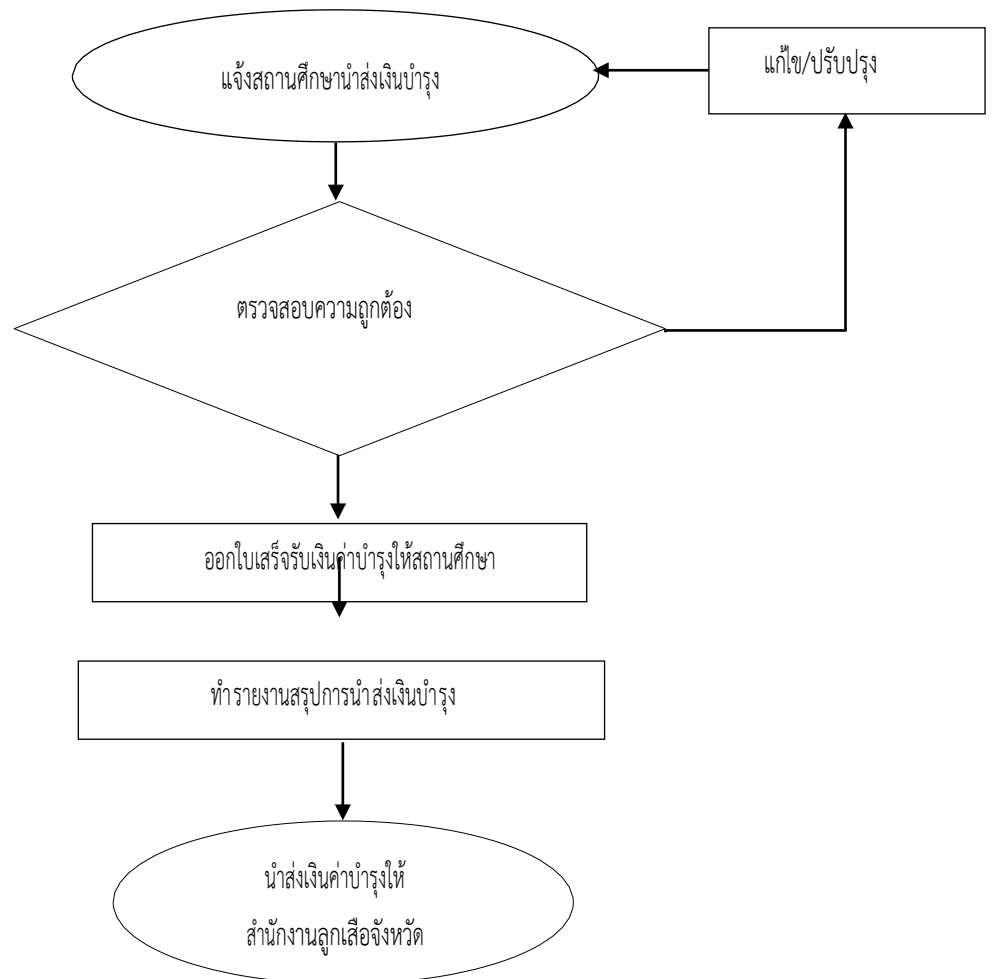 แจ้งสถานศึกษานำส่งเงินบำรุง
แก้ไข/ปรับปรุง
ตรวจสอบความถูกต้อง
ออกใบเสร็จรับเงินค่าบำรุงให้สถานศึกษา
ทำรายงานสรุปการนำส่งเงินบำรุง
นำส่งเงินค่าบำรุงให้
สำนักงานลูกเสือจังหวัด